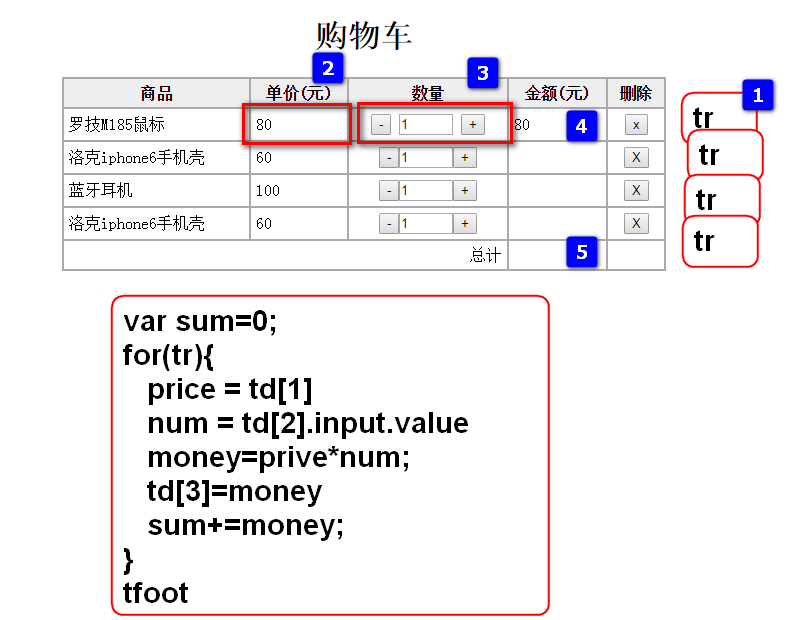 购物车
2
3
商品 单价(元) 数量 金额(元) 删除
1
罗技M185鼠标 80 - 1 + 80 4 x
tr
洛克iphone6手机壳 60 - 1 + X
tr
蓝牙耳机 100 - 1 + X
tr
洛克iphone6手机壳 60 - 1 + X
tr
总计 5
var sum=0;
for(tr){
price = td[1]
num = td[2].input.value
money=prive*num;
td[3]=money
sum+=money;
}
tfoot